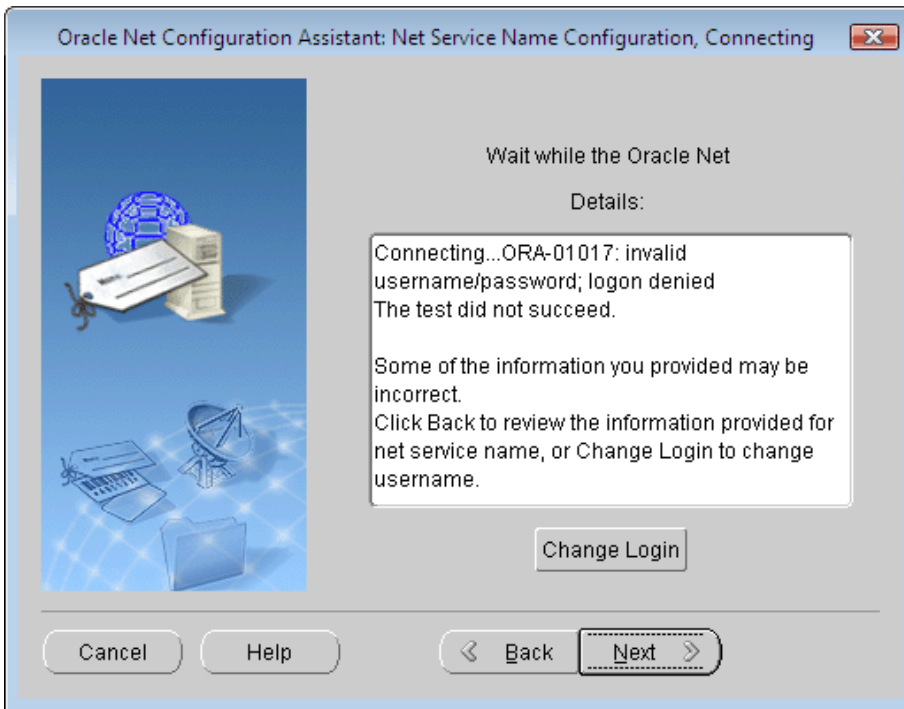 Oracle Net Configuration Assistant: Net Service Name Configuration, Connecting
Wait while the Oracle Net
Details:
Connecting...ORA-01017: invalid
username/password; logon denied
The test did not succeed.
Some of the information you provided may be
incorrect.
Click Back to review the information provided for
net service name, or Change Login to change
username.
Change Login
Cancel
Help
Back
Next